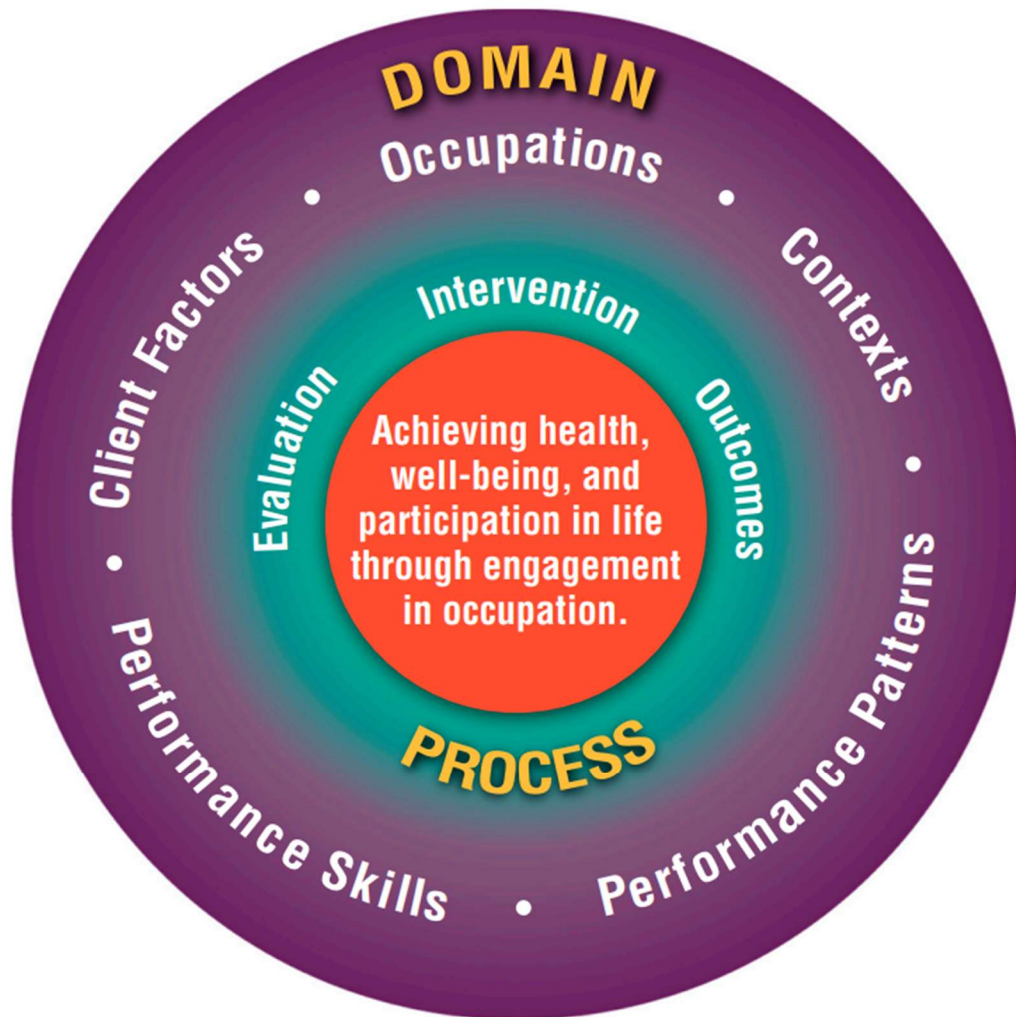 DOMAIN
Occupations
Contexts
Performance Patterns
Performance Skills
Client Factors
Evaluation
Intervention
Outcomes
PROCESS
Achieving health,
well-being, and
participation in life
through engagement
in occupation.